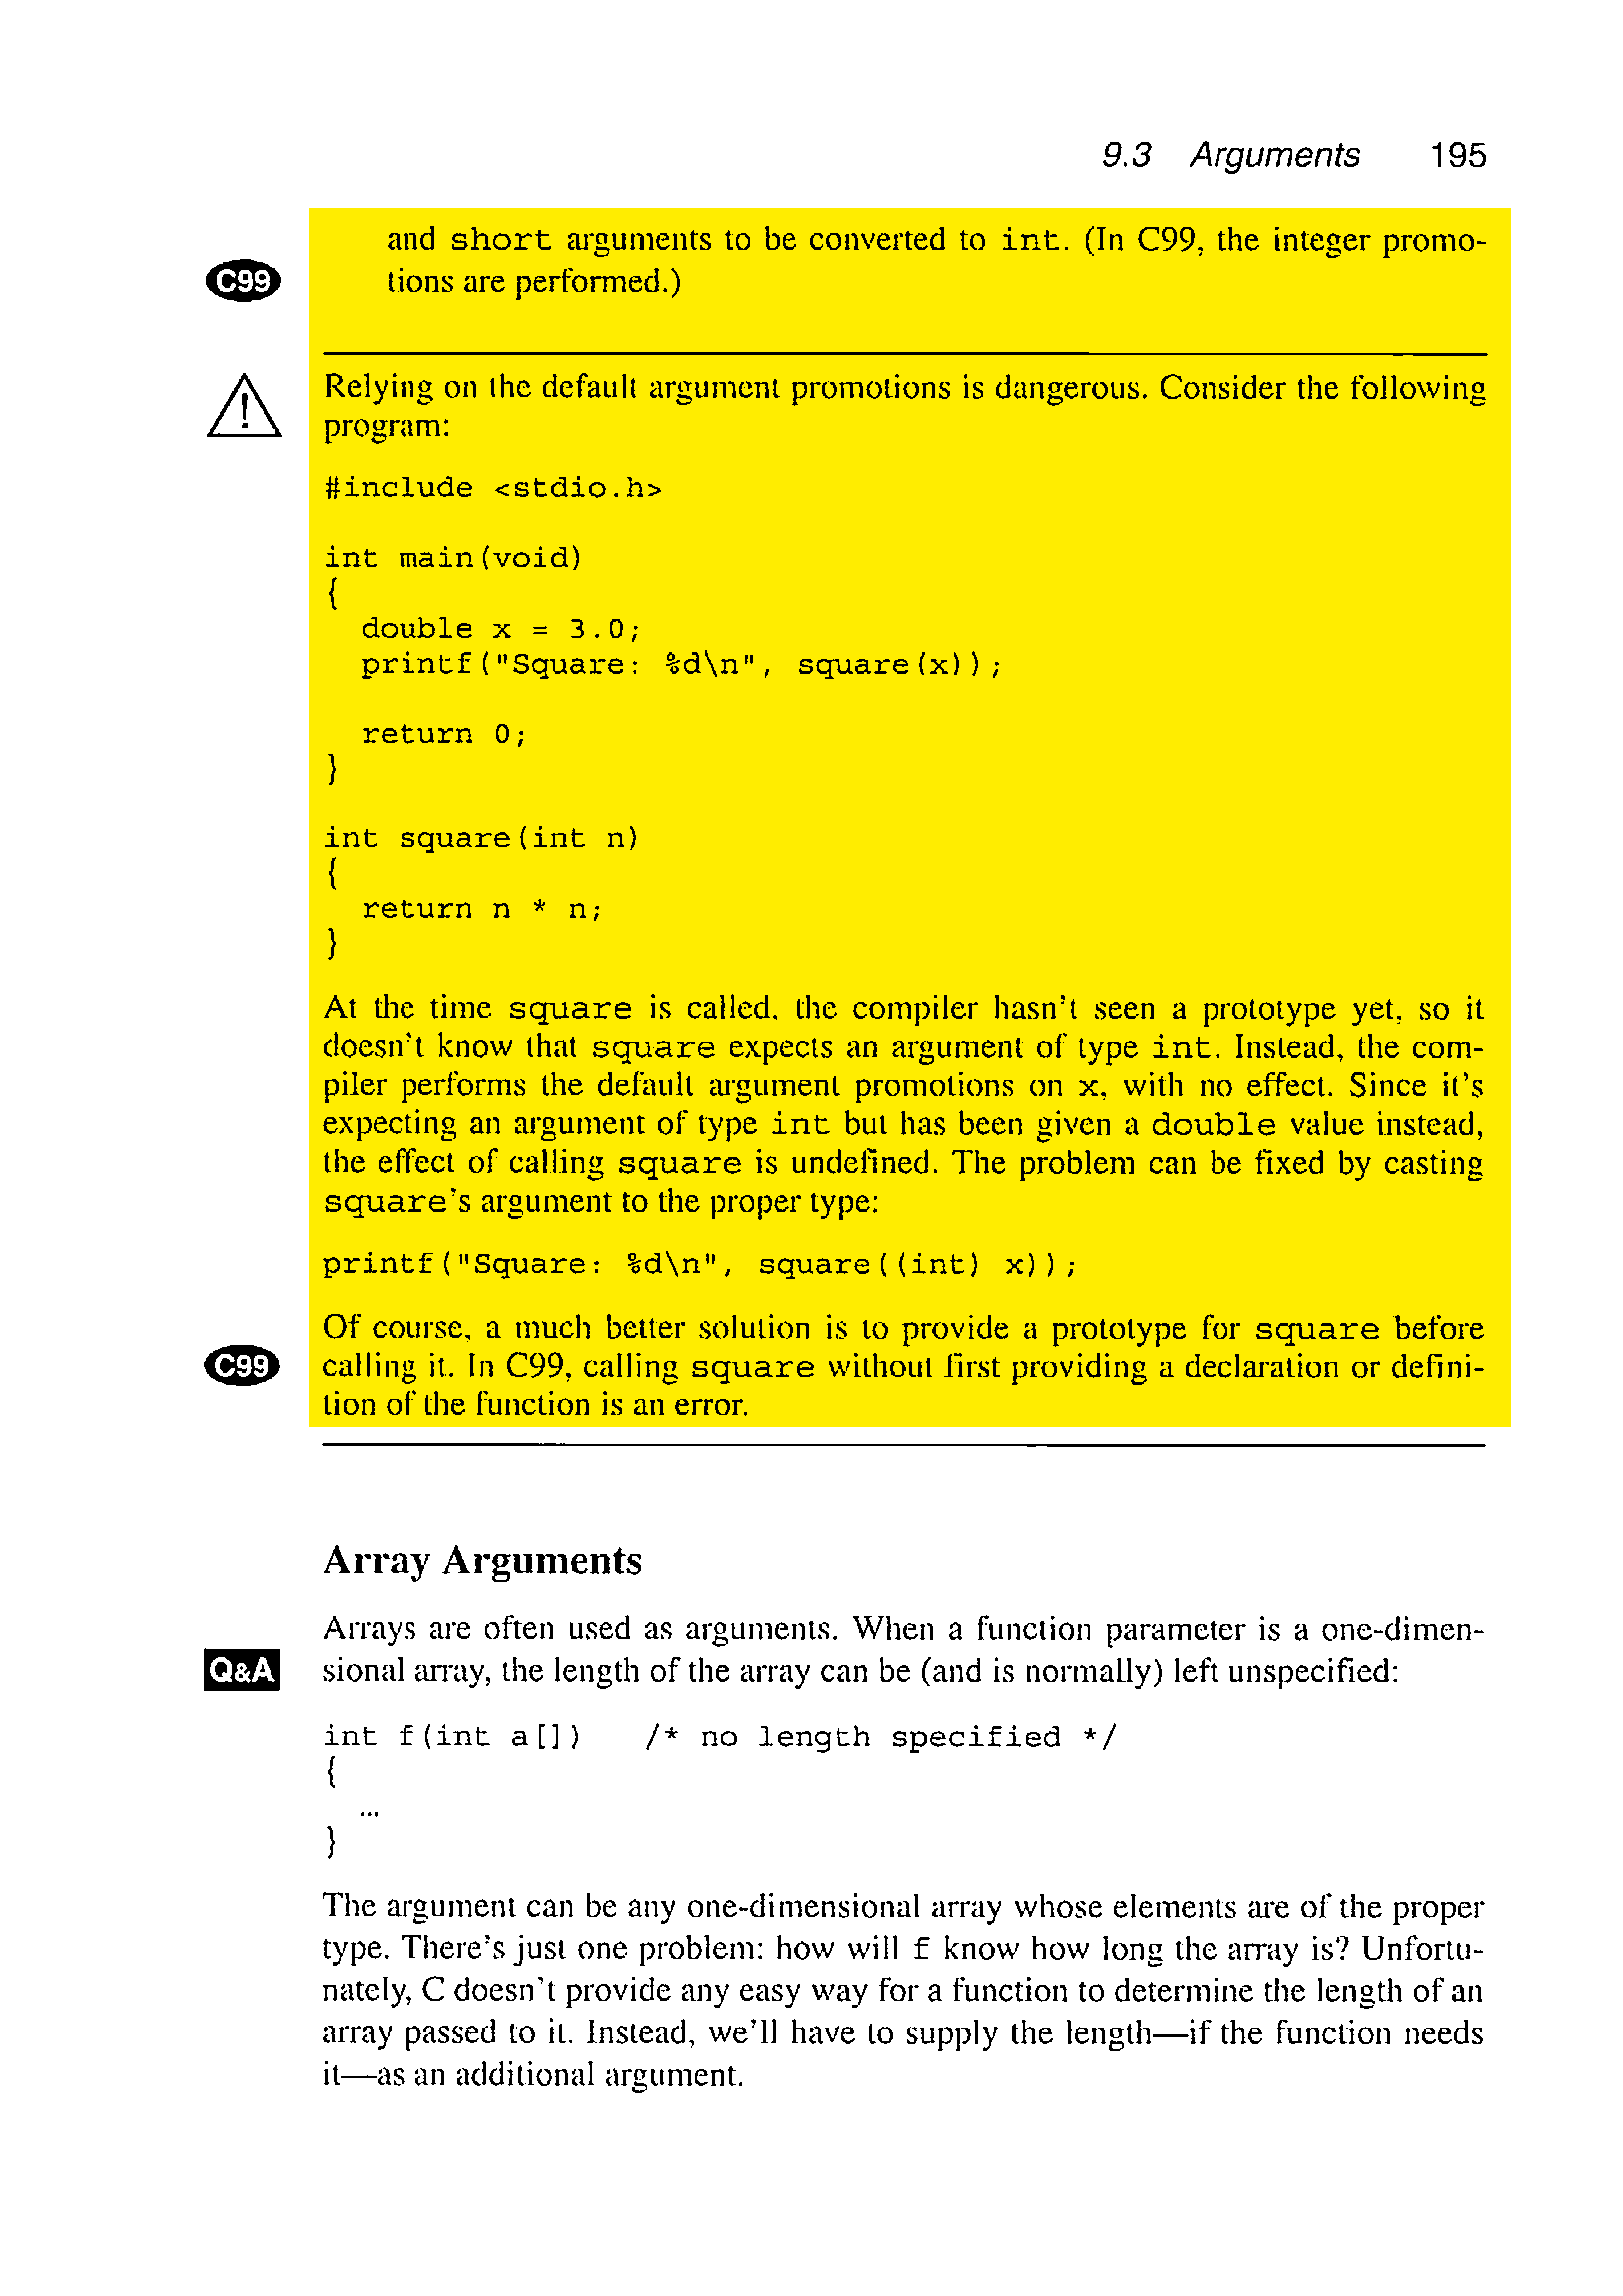 9.3 Arguments 195
and short arguments to be converted to int. (In C99, the integer promo-
C99
tions are performed.)
Relying on the default argument promotions is dangerous. Consider the following
!
program:
#include <stdio.h>
int main(void)
{
double x = 3.0;
printf("Square: %d\n", square(x));
return 0;
}
int square(int n)
{
return n * n;
}
At the time square is called, the compiler hasn't seen a prototype yet, so it
doesn't know that square expects an argument of type int. Instead, the com-
piler performs the default argument promotions on x, with no effect. Since it's
expecting an argument of type int but has been given a double value instead,
the effect of calling square is undefined. The problem can be fixed by casting
square's argument to the proper type:
printf("Square: %d\n", square((int) x));
Of course, a much better solution is to provide a prototype for square before
C99
calling it. In C99, calling square without first providing a declaration or defini-
tion of the function is an error.
Array Arguments
Arrays are often used as arguments. When a function parameter is a one-dimen-
Q&A
sional array, the length of the array can be (and is normally) left unspecified:
int f(int a[]) /* no length specified */
{
…
}
The argument can be any one-dimensional array whose elements are of the proper
type. There's just one problem: how will f know how long the array is? Unfortu-
nately, C doesn't provide any easy way for a function to determine the length of an
array passed to it. Instead, we'll have to supply the length—if the function needs
it—as an additional argument.